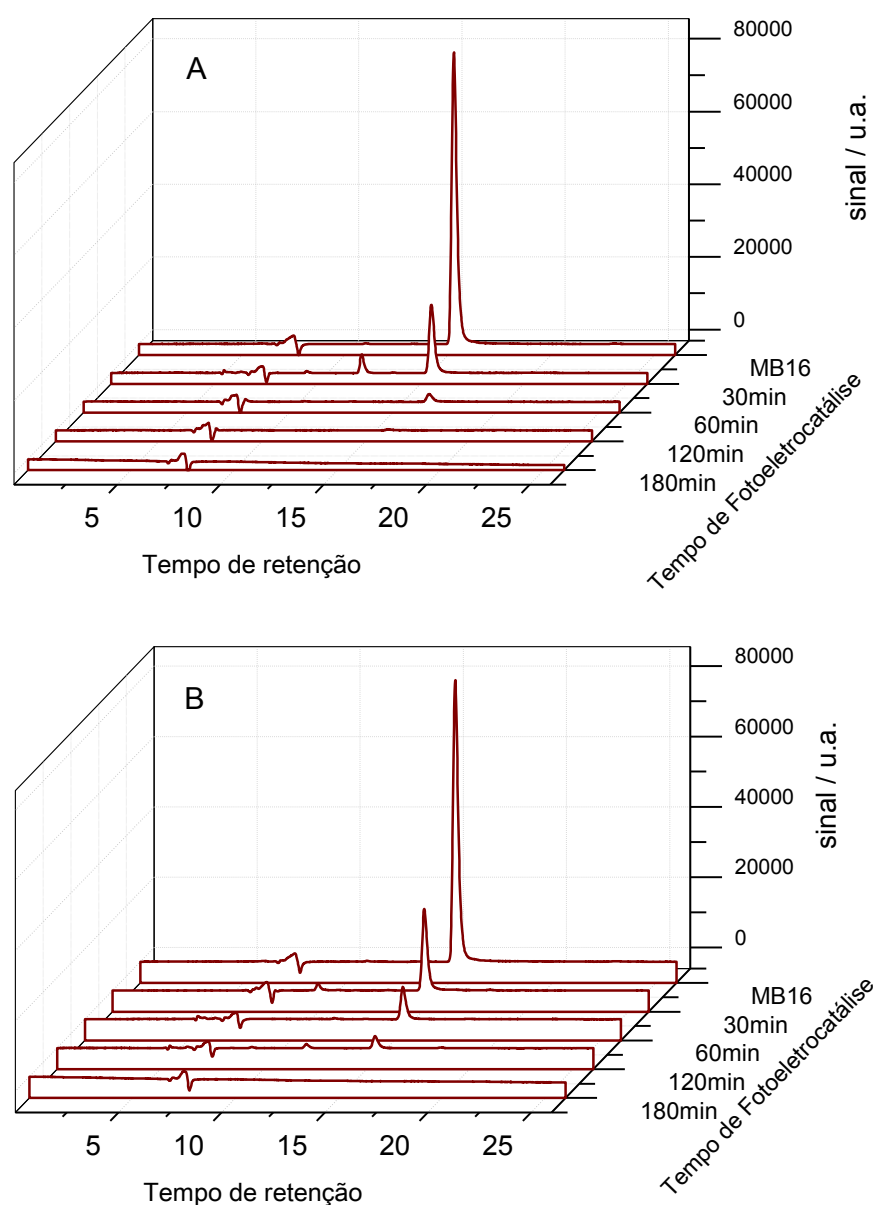 A
80000
60000
40000
20000
0
sinal / u.a.
MB16
30min
60min
120min
180min
Tempo de Fotoeletrocatálise
5 10 15 20 25
Tempo de retenção
B
80000
60000
40000
20000
0
sinal / u.a.
MB16
30min
60min
120min
180min
Tempo de Fotoeletrocatálise
5 10 15 20 25
Tempo de retenção